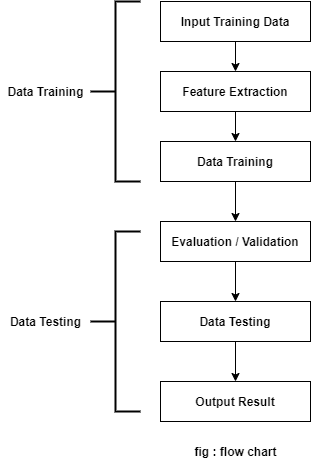 Input Training Data
Data Training
Feature Extraction
Data Training
Evaluation / Validation
Data Testing
Data Testing
Output Result
fig : flow chart